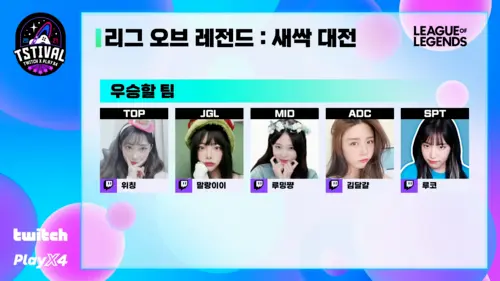 TSTIVAL
TWITCH X PLAYX4
리그 오브 레전드 : 새싹 대전
LEAGUE OF
LEGENDS
우승할 팀
TOP JGL MID ADC SPT
위칭 말랑이이 루밍쨩 김달걀 루코
twitch
PlayX4